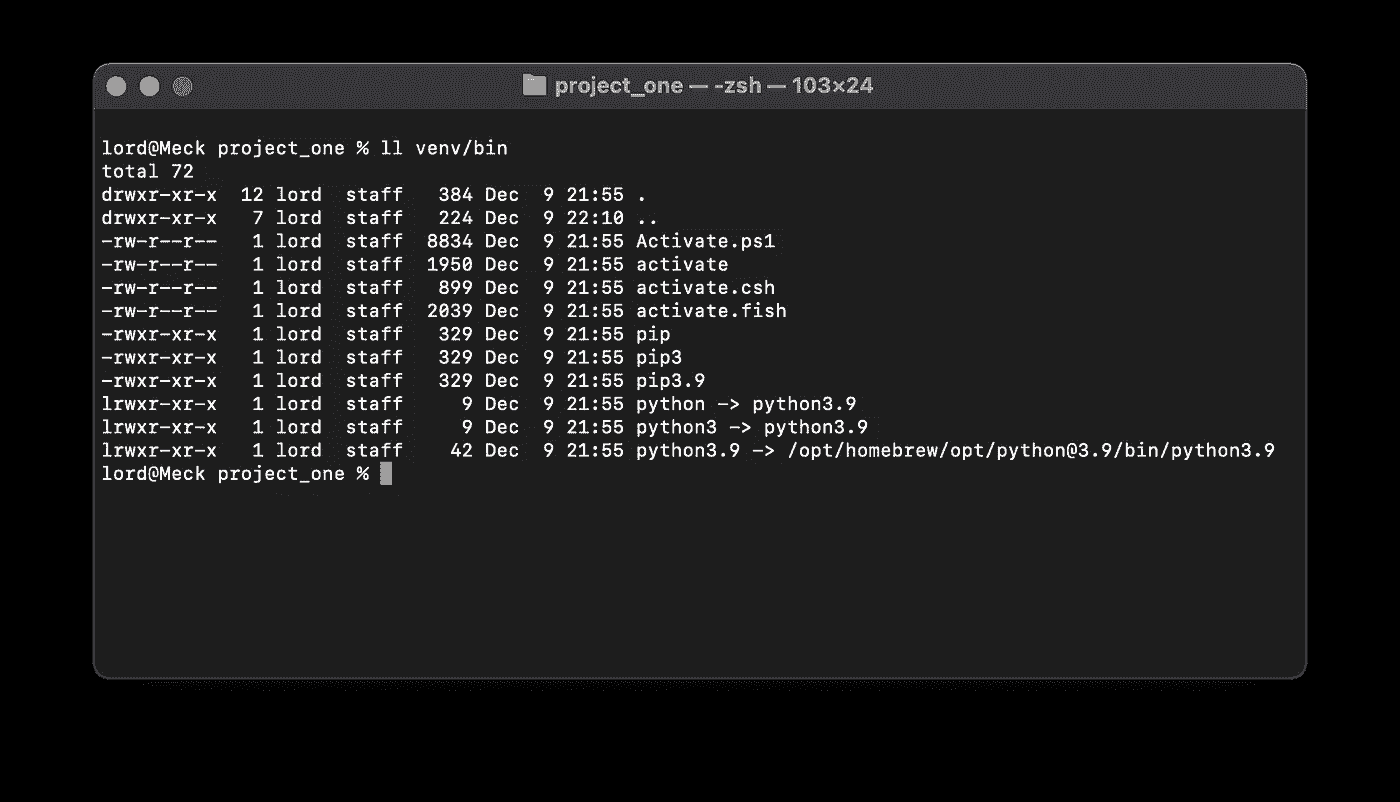 project_one — -zsh — 103×24
lord@Meck project_one % ll venv/bin
total 72
drwxr-xr-x  12 lord  staff   384 Dec  9 21:55 .
drwxr-xr-x   7 lord  staff   224 Dec  9 22:10 ..
-rw-r--r--   1 lord  staff  8834 Dec  9 21:55 Activate.ps1
-rw-r--r--   1 lord  staff  1950 Dec  9 21:55 activate
-rw-r--r--   1 lord  staff   899 Dec  9 21:55 activate.csh
-rw-r--r--   1 lord  staff  2039 Dec  9 21:55 activate.fish
-rwxr-xr-x   1 lord  staff   329 Dec  9 21:55 pip
-rwxr-xr-x   1 lord  staff   329 Dec  9 21:55 pip3
-rwxr-xr-x   1 lord  staff   329 Dec  9 21:55 pip3.9
lrwxr-xr-x   1 lord  staff     9 Dec  9 21:55 python -> python3.9
lrwxr-xr-x   1 lord  staff     9 Dec  9 21:55 python3 -> python3.9
lrwxr-xr-x   1 lord  staff    42 Dec  9 21:55 python3.9 -> /opt/homebrew/opt/python@3.9/bin/python3.9
lord@Meck project_one %